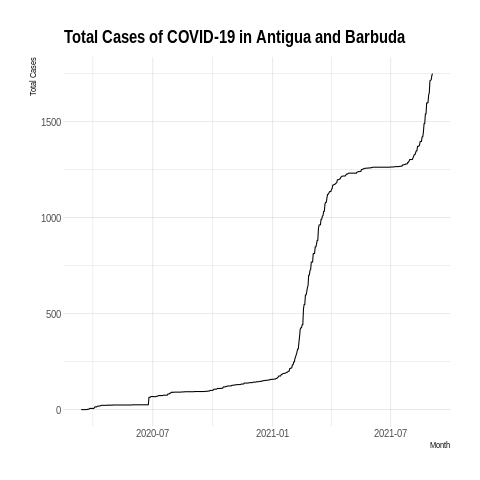 Total Cases of COVID-19 in Antigua and Barbuda
Total Cases
1500
1000
500
0
2020-07
2021-01
2021-07
Month